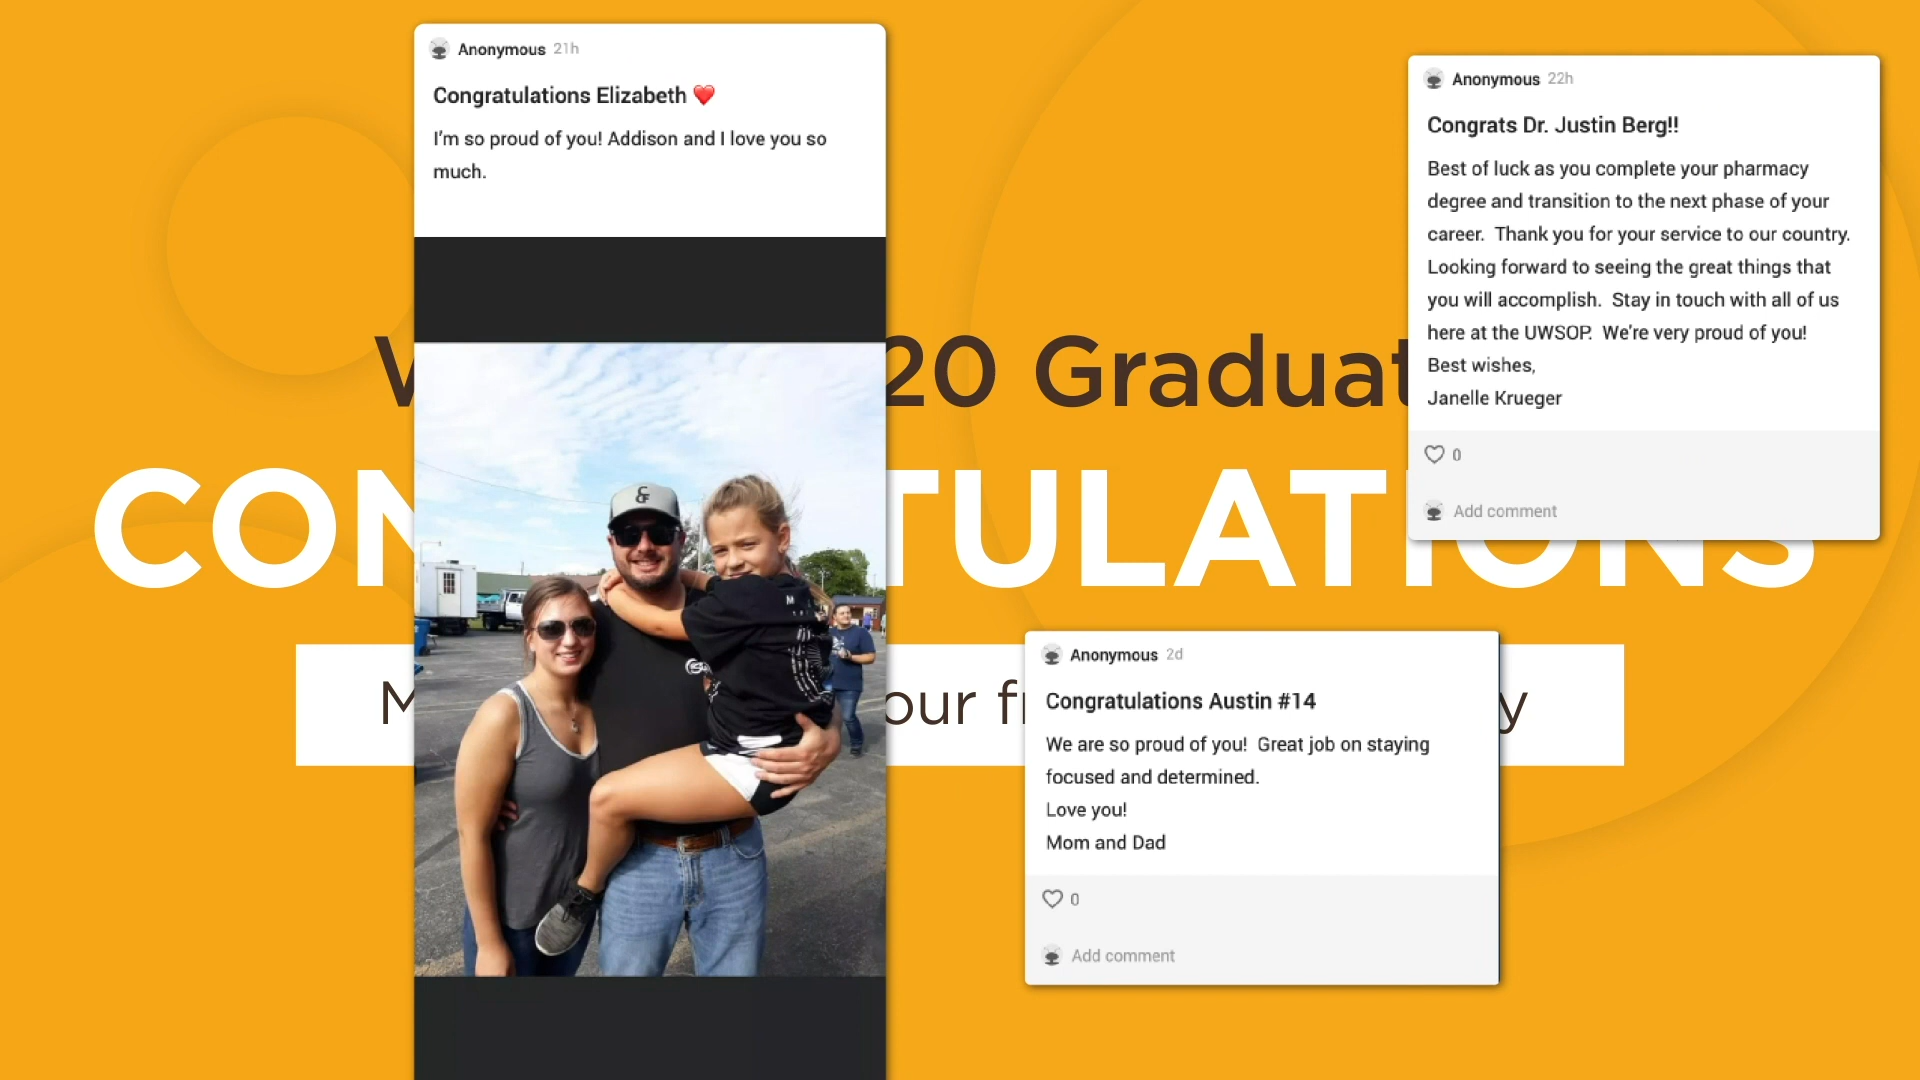 Anonymous 21h
Congratulations Elizabeth ❤️
I'm so proud of you! Addison and I love you so
much.
Anonymous 22h
Congrats Dr. Justin Berg!!
Best of luck as you complete your pharmacy
degree and transition to the next phase of your
career.  Thank you for your service to our country.
Looking forward to seeing the great things that
you will accomplish.  Stay in touch with all of us
here at the UWSOP.  We're very proud of you!
Best wishes,
Janelle Krueger
0
Add comment
20 Graduat
CON TULATIONS
M our fr y
Anonymous 2d
Congratulations Austin #14
We are so proud of you!  Great job on staying
focused and determined.
Love you!
Mom and Dad
0
Add comment